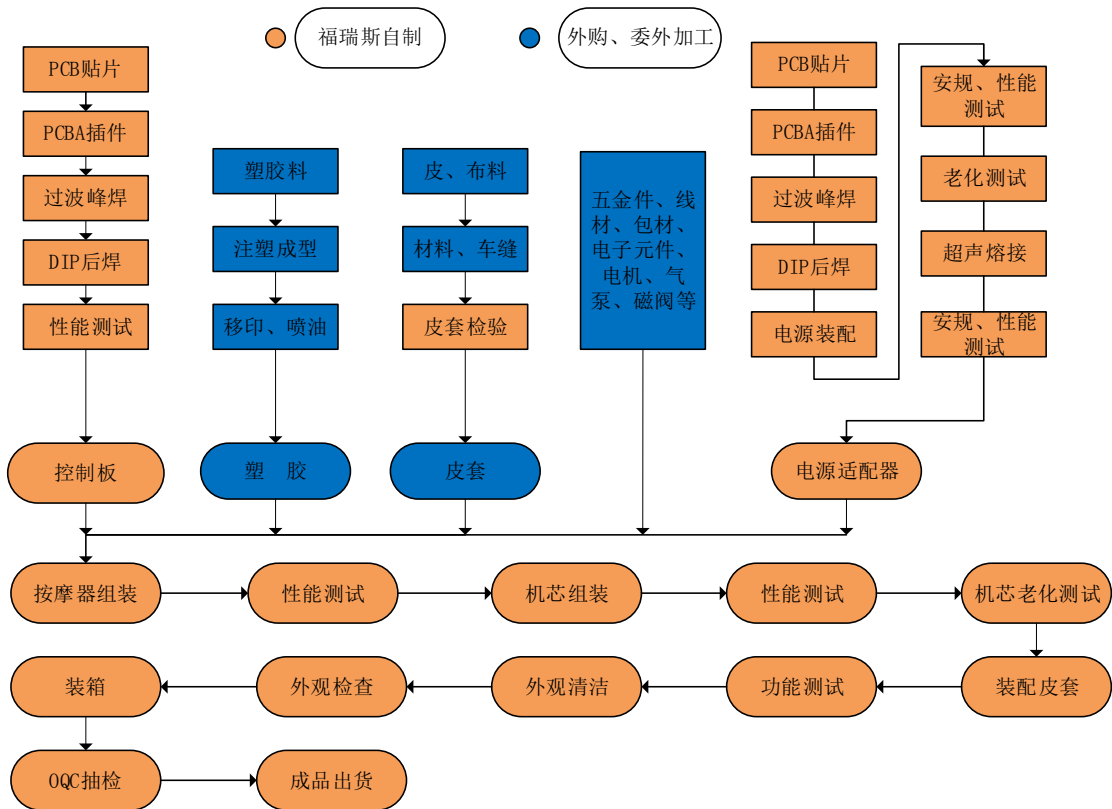 福瑞斯自制
外购、委外加工
PCB贴片
PCBA插件
过波峰焊
DIP后焊
性能测试
控制板
塑胶料
注塑成型
移印、喷油
塑 胶
皮、布料
材料、车缝
皮套检验
皮套
五金件、线
材、包材、
电子元件、
电机、气
泵、磁阀等
PCB贴片
PCBA插件
过波峰焊
DIP后焊
电源装配
安规、性能
测试
老化测试
超声熔接
安规、性能
测试
电源适配器
按摩器组装
性能测试
机芯组装
性能测试
机芯老化测试
装配皮套
功能测试
外观清洁
外观检查
装箱
OQC抽检
成品出货